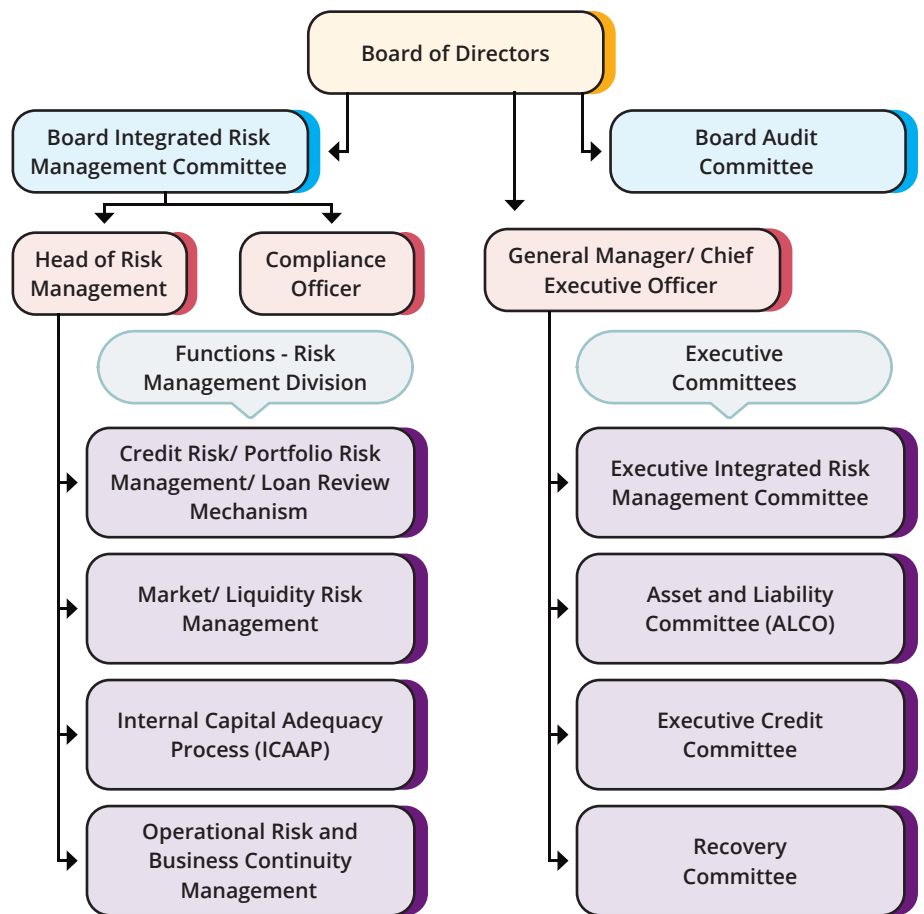 Board of Directors
Board Integrated Risk
Management Committee
Board Audit
Committee
Head of Risk
Management
Compliance
Officer
General Manager/ Chief
Executive Officer
Functions - Risk
Management Division
Executive
Committees
Credit Risk/ Portfolio Risk
Management/ Loan Review
Mechanism
Executive Integrated Risk
Management Committee
Market/ Liquidity Risk
Management
Asset and Liability
Committee (ALCO)
Internal Capital Adequacy
Process (ICAAP)
Executive Credit
Committee
Operational Risk and
Business Continuity
Management
Recovery
Committee